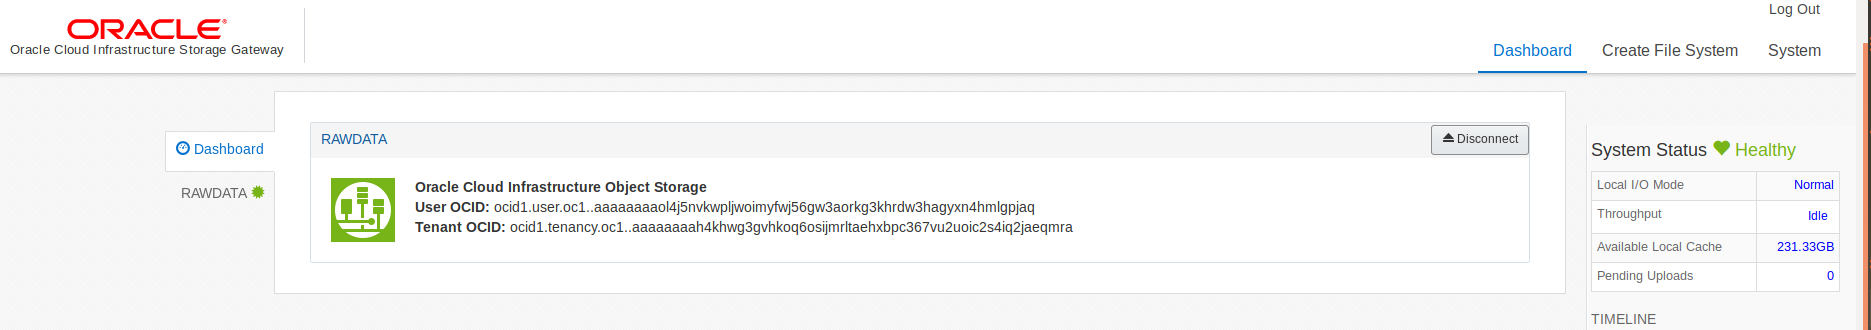 ORACLE®
Oracle Cloud Infrastructure Storage Gateway
Log Out
Dashboard Create File System System
Dashboard
RAWDATA
RAWDATA
Disconnect
Oracle Cloud Infrastructure Object Storage
User OCID: ocid1.user.oc1..aaaaaaaaol4j5nvkwpljwoimyfwj56gw3aorkg3khrdw3hagyxn4hmlgpjaq
Tenant OCID: ocid1.tenancy.oc1..aaaaaaaah4khwg3gvhkoq6osijmrltaehxbpc367vu2uoic2s4iq2jaeqmra
System Status Healthy
Local I/O Mode Normal
Throughput Idle
Available Local Cache 231.33GB
Pending Uploads 0
TIMELINE